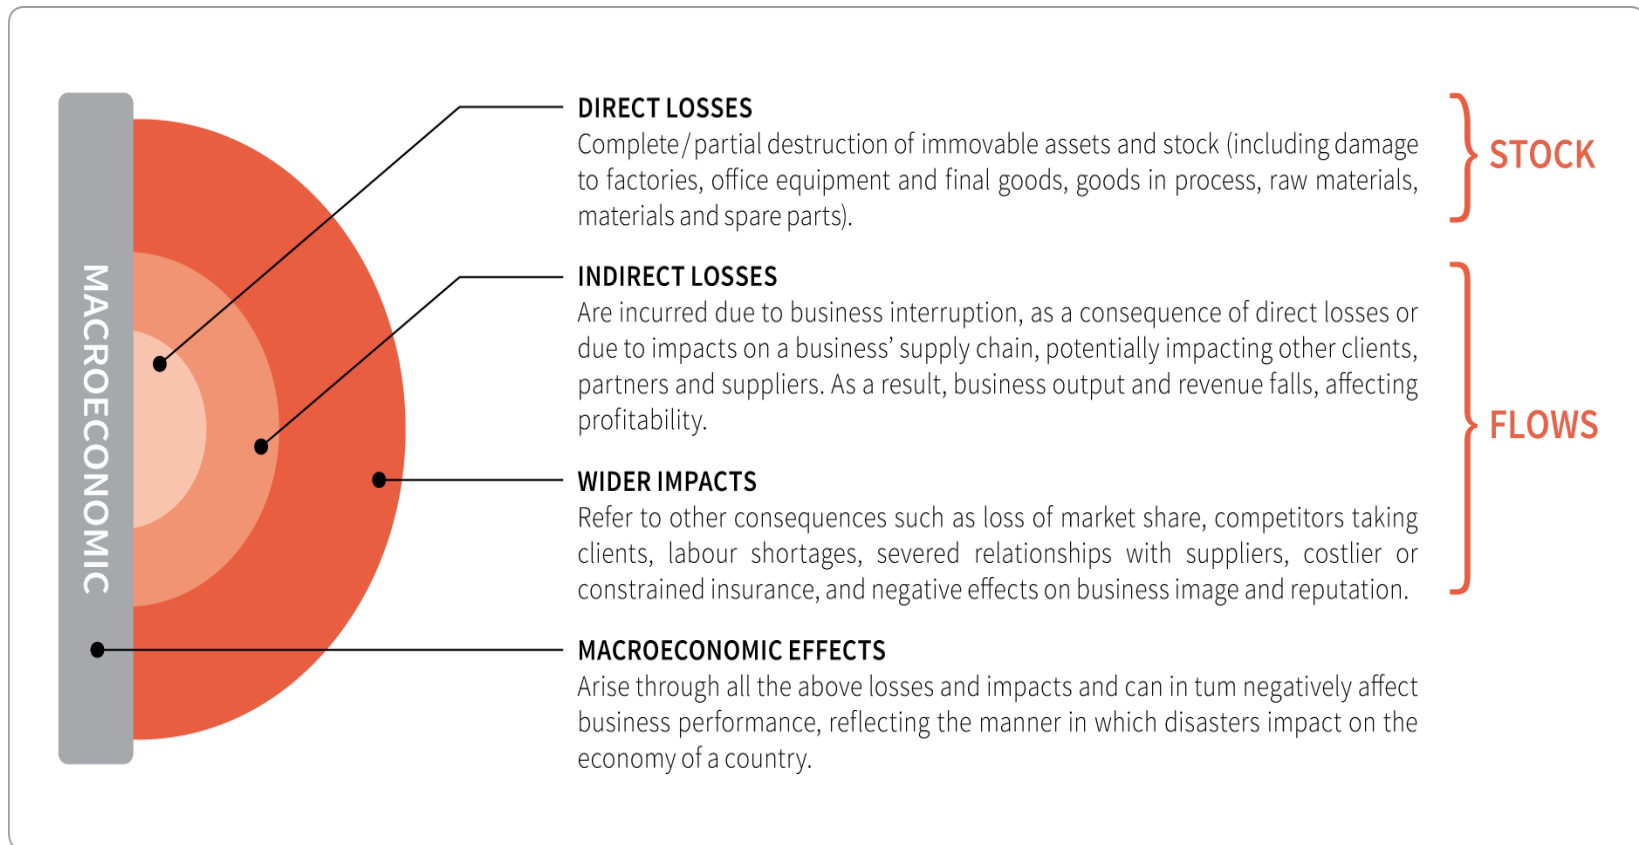 MACROECONOMIC
DIRECT LOSSES
Complete/partial destruction of immovable assets and stock (including damage
to factories, office equipment and final goods, goods in process, raw materials,
materials and spare parts).
STOCK
INDIRECT LOSSES
Are incurred due to business interruption, as a consequence of direct losses or
due to impacts on a business’ supply chain, potentially impacting other clients,
partners and suppliers. As a result, business output and revenue falls, affecting
profitability.
FLOWS
WIDER IMPACTS
Refer to other consequences such as loss of market share, competitors taking
clients, labour shortages, severed relationships with suppliers, costlier or
constrained insurance, and negative effects on business image and reputation.
MACROECONOMIC EFFECTS
Arise through all the above losses and impacts and can in tum negatively affect
business performance, reflecting the manner in which disasters impact on the
economy of a country.